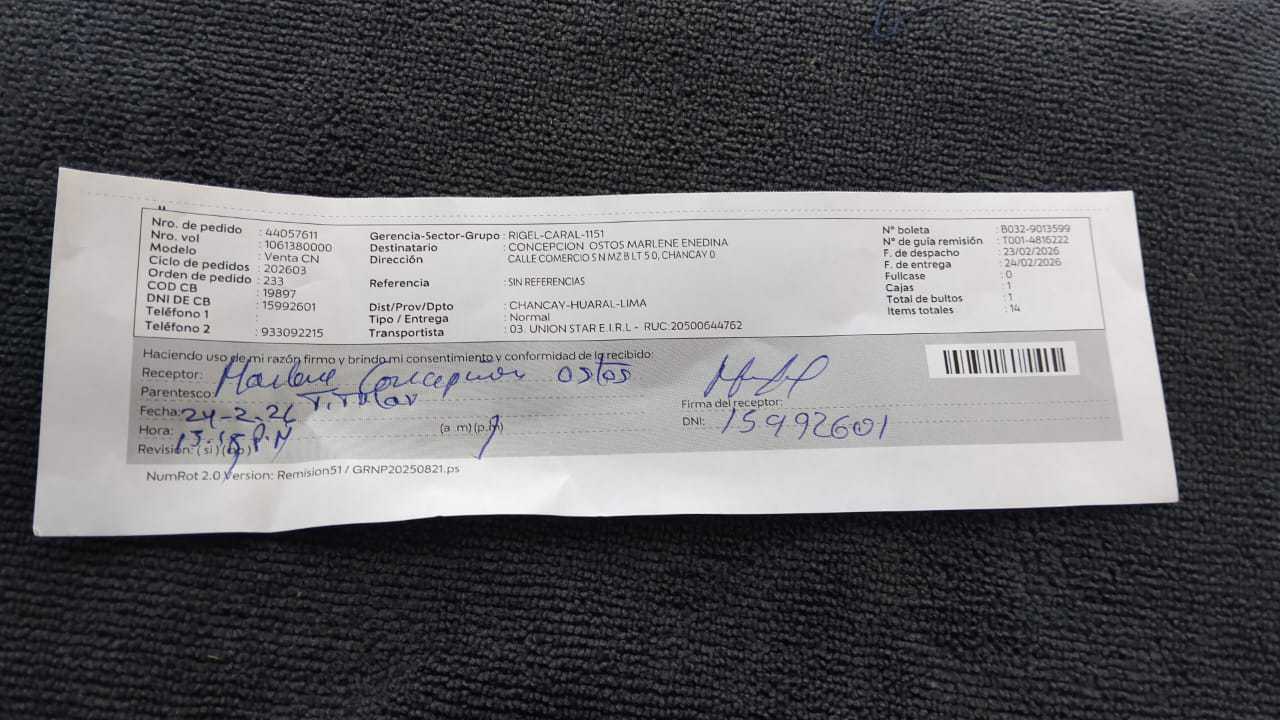 Nro. de pedido : 44057611
Nro. vol : 1061380000
Modelo : Venta CN
Ciclo de pedidos : 202603
Orden de pedido : 233
COD CB : 19897
DNI DE CB : 15992601
Teléfono 1 :
Teléfono 2 : 933092215
Gerencia-Sector-Grupo : RIGEL-CARAL-1151
Destinatario : CONCEPCION OSTOS MARLENE ENEDINA
Dirección : CALLE COMERCIO S N MZ B LT 5 0, CHANCAY 0
Referencia : SIN REFERENCIAS
Dist/Prov/Dpto : CHANCAY-HUARAL-LIMA
Tipo / Entrega : Normal
Transportista : 03. UNION STAR E.I.R.L - RUC:20500644762
N° boleta : B032-9013599
N° de guía remisión : T001-4816222
F. de despacho : 23/02/2026
F. de entrega : 24/02/2026
Fullcase : 0
Cajas : 1
Total de bultos : 1
Items totales : 14
Haciendo uso de mi razón firmo y brindo mi consentimiento y conformidad de lo recibido:
Receptor: Marlene Concepcion Ostos
Parentesco: Titular
Fecha: 24-2-26
Hora: P.M (a.m)(p.m)
Revisión: (si)(no)
Firma del receptor:
DNI: 15992601
NumRot 2.0 Version: Remision51 / GRNP20250821.ps